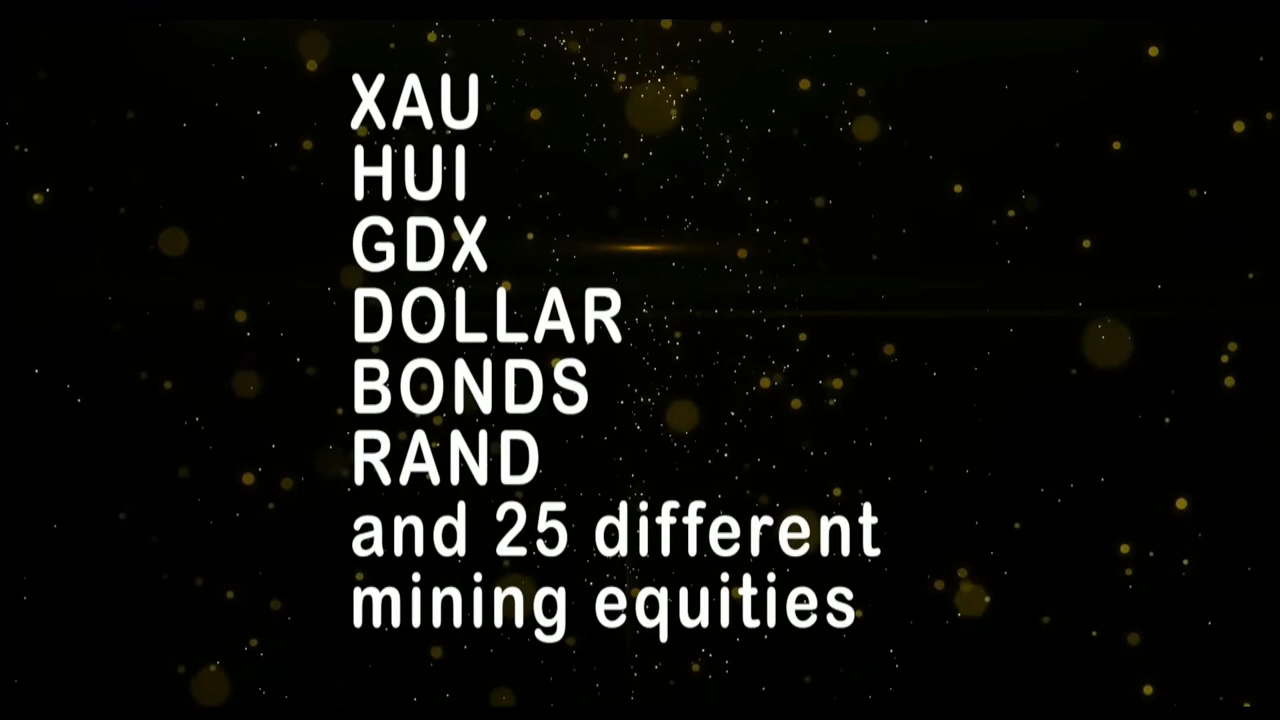 XAU
HUI
GDX
DOLLAR
BONDS
RAND
and 25 different
mining equities